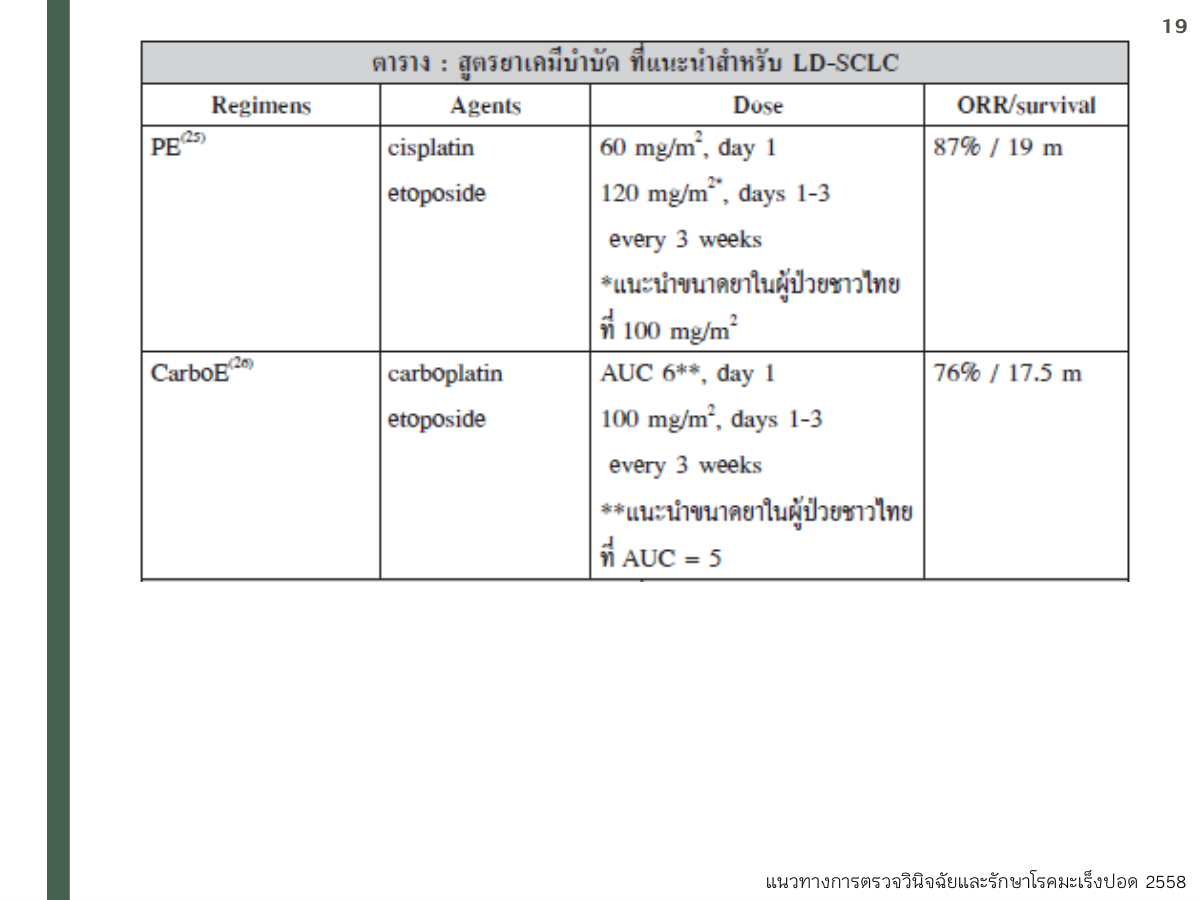 19
ตาราง : สูตรยาเคมีบำบัด ที่แนะนำสำหรับ LD-SCLC
Regimens Agents Dose ORR/survival
PE(25) cisplatin 60 mg/m2, day 1 87% / 19 m
etoposide 120 mg/m2*, days 1-3
every 3 weeks
*แนะนำขนาดยาในผู้ป่วยชาวไทย
ที่ 100 mg/m2
CarboE(26) carboplatin AUC 6**, day 1 76% / 17.5 m
etoposide 100 mg/m2, days 1-3
every 3 weeks
**แนะนำขนาดยาในผู้ป่วยชาวไทย
ที่ AUC = 5
แนวทางการตรวจวินิจฉัยและรักษาโรคมะเร็งปอด 2558